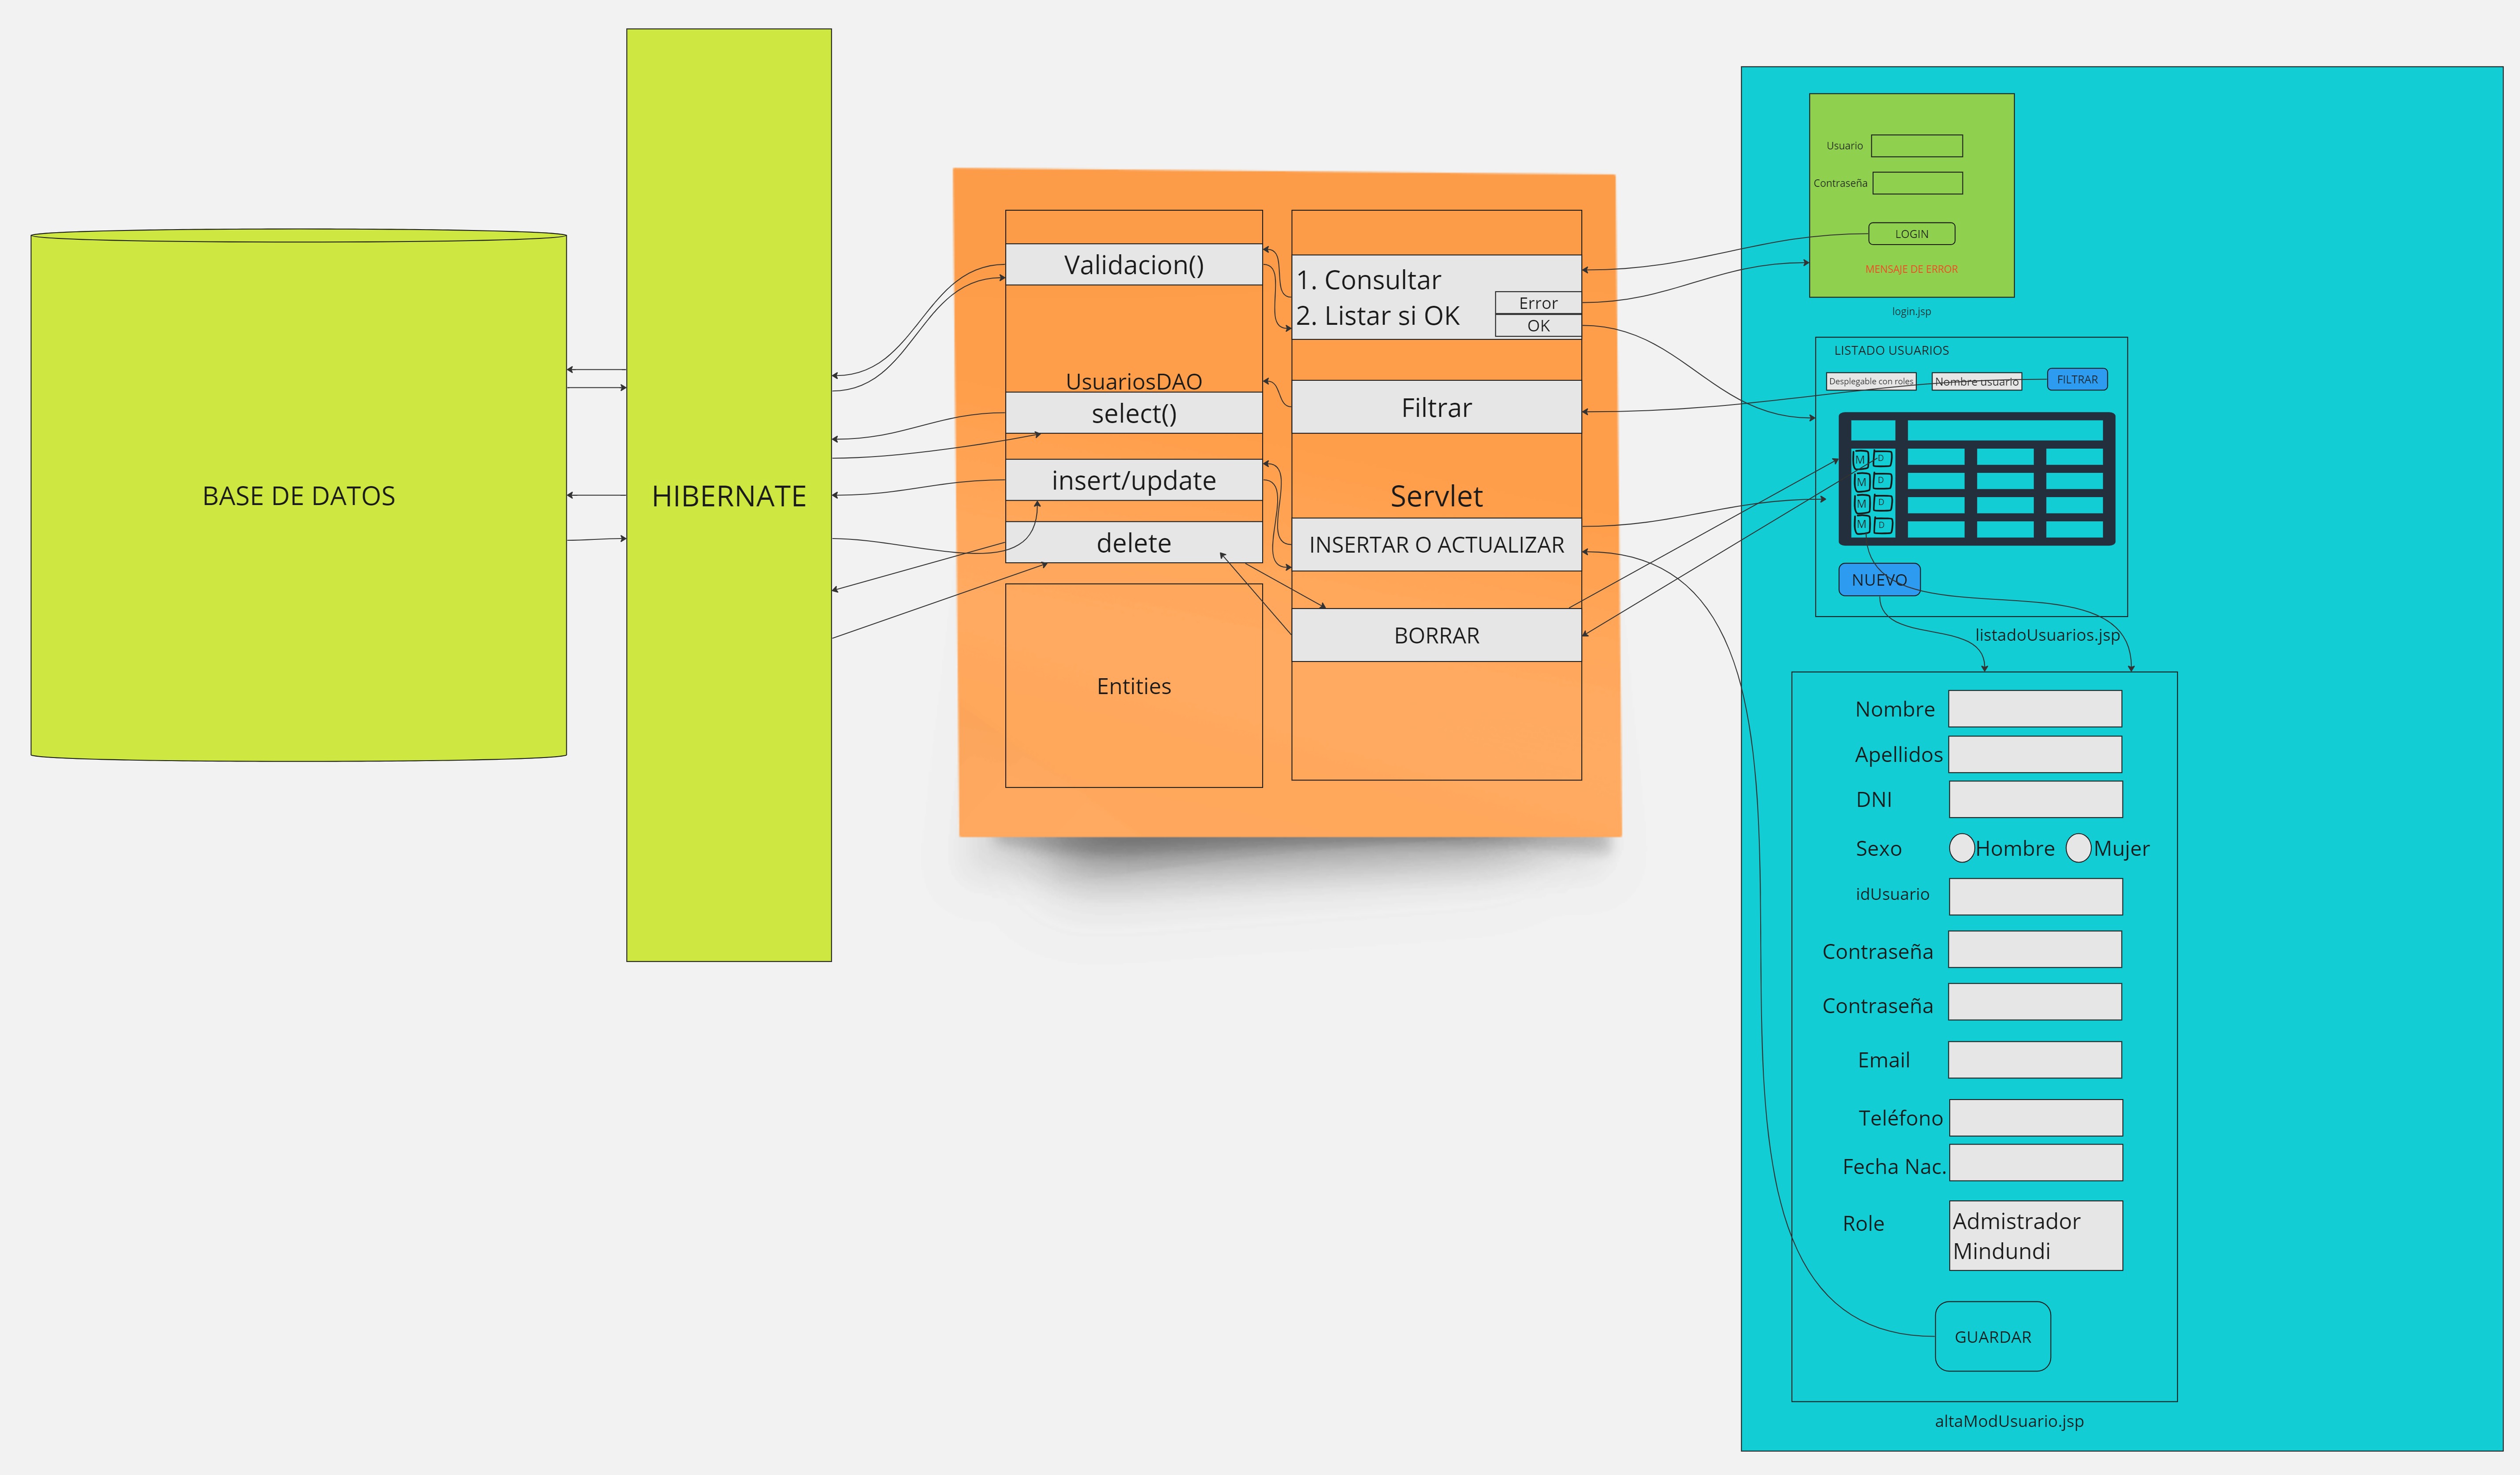 BASE DE DATOS
HIBERNATE
Validacion()
UsuariosDAO
select()
insert/update
delete
Entities
1. Consultar
2. Listar si OK
Error
OK
Filtrar
Servlet
INSERTAR O ACTUALIZAR
BORRAR
Usuario
Contraseña
LOGIN
MENSAJE DE ERROR
login.jsp
LISTADO USUARIOS
Desplegable con roles
Nombre usuario
FILTRAR
M D
M D
M D
M D
NUEVO
listadoUsuarios.jsp
Nombre
Apellidos
DNI
Sexo Hombre Mujer
idUsuario
Contraseña
Contraseña
Email
Teléfono
Fecha Nac.
Role
Admistrador
Mindundi
GUARDAR
altaModUsuario.jsp